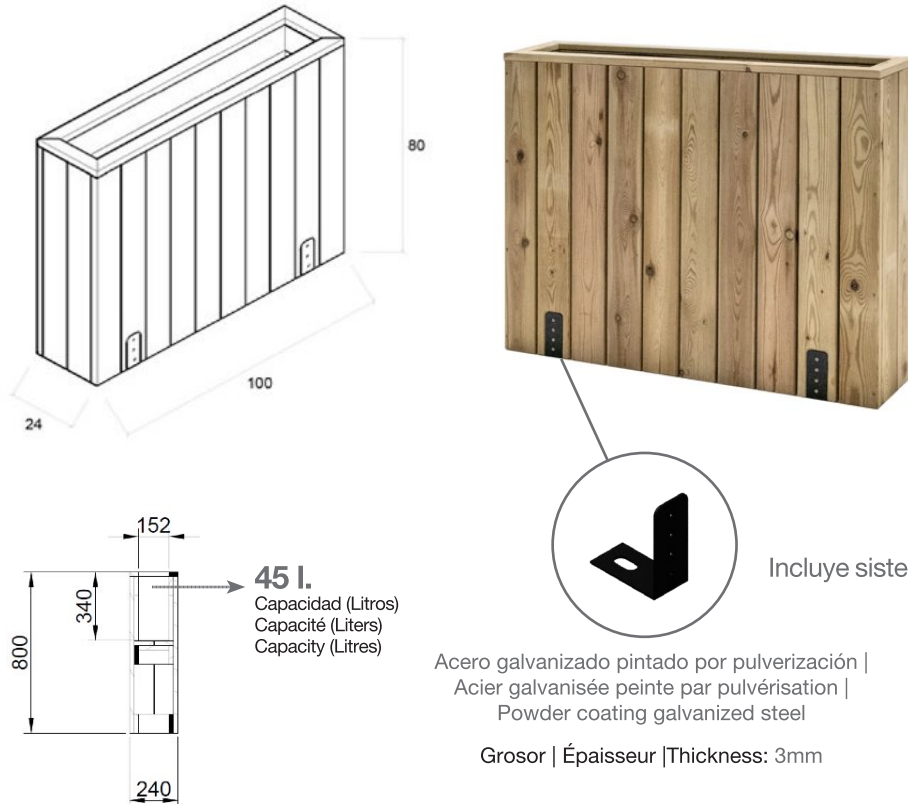 80
100
24
152
340
800
240
45 l.
Capacidad (Litros)
Capacité (Liters)
Capacity (Litres)
Incluye siste
Acero galvanizado pintado por pulverización |
Acier galvanisée peinte par pulvérisation |
Powder coating galvanized steel
Grosor | Épaisseur |Thickness: 3mm